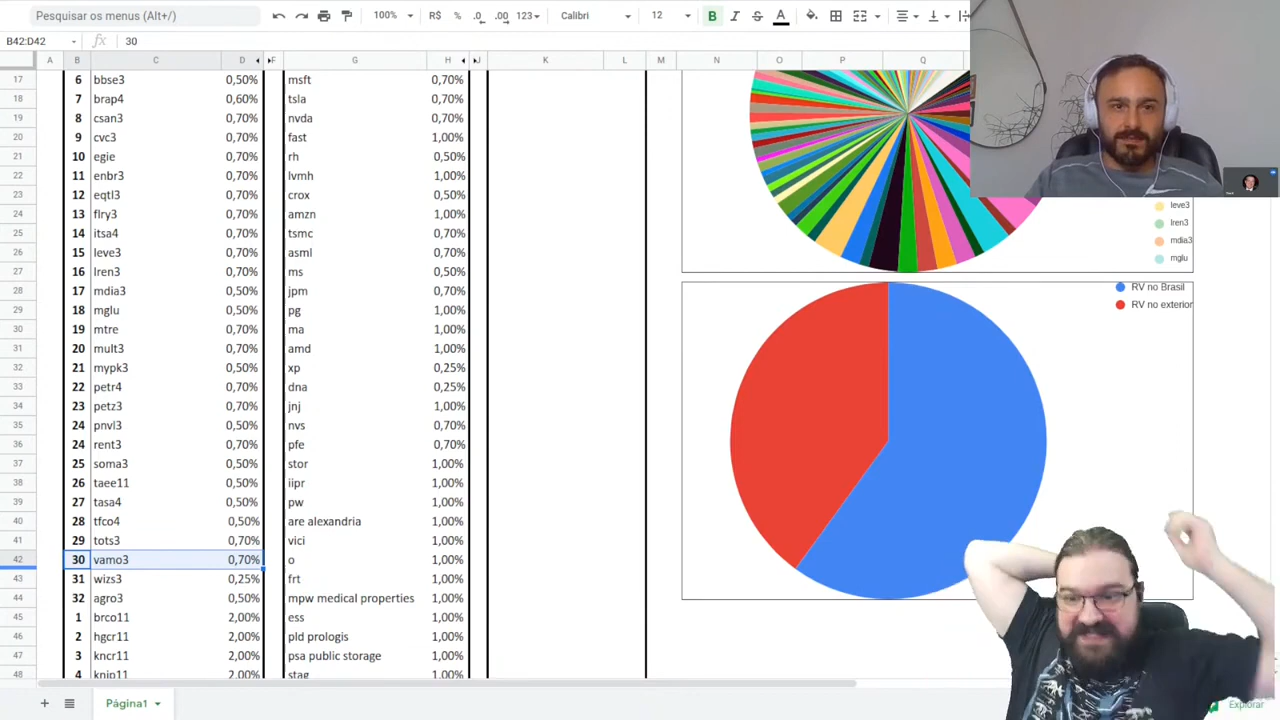 Pesquisar os menus (Alt+/)
100%
R$ % .0 .00 123
Calibri
12
B I S A
B42:D42
fx 30
A B C D F G H J K L M N O P Q
17 6 bbse3 0,50% msft 0,70%
18 7 brap4 0,60% tsla 0,70%
19 8 csan3 0,70% nvda 0,70%
20 9 cvc3 0,70% fast 1,00%
21 10 egie 0,70% rh 0,50%
22 11 enbr3 0,70% lvmh 1,00%
23 12 eqtl3 0,70% crox 0,50%
24 13 flry3 0,70% amzn 1,00%
25 14 itsa4 0,70% tsmc 0,70%
26 15 leve3 0,70% asml 0,70%
27 16 lren3 0,70% ms 0,50%
28 17 mdia3 0,50% jpm 0,70%
29 18 mglu 0,50% pg 1,00%
30 19 mtre 0,70% ma 1,00%
31 20 mult3 0,70% amd 1,00%
32 21 mypk3 0,50% xp 0,25%
33 22 petr4 0,70% dna 0,25%
34 23 petz3 0,70% jnj 1,00%
35 24 pnvl3 0,50% nvs 0,70%
36 24 rent3 0,70% pfe 0,70%
37 25 soma3 0,50% stor 1,00%
38 26 taee11 0,50% iipr 1,00%
39 27 tasa4 0,50% pw 1,00%
40 28 tfco4 0,50% are alexandria 1,00%
41 29 tots3 0,70% vici 1,00%
42 30 vamo3 0,70% o 1,00%
43 31 wizs3 0,25% frt 1,00%
44 32 agro3 0,50% mpw medical properties 1,00%
45 1 brco11 2,00% ess 1,00%
46 2 hgcr11 2,00% pld prologis 1,00%
47 3 kncr11 2,00% psa public storage 1,00%
48 4 knip11 2,00% stag 1,00%
leve3
lren3
mdia3
mglu
RV no Brasil
RV no exterior
Página1
Explorar